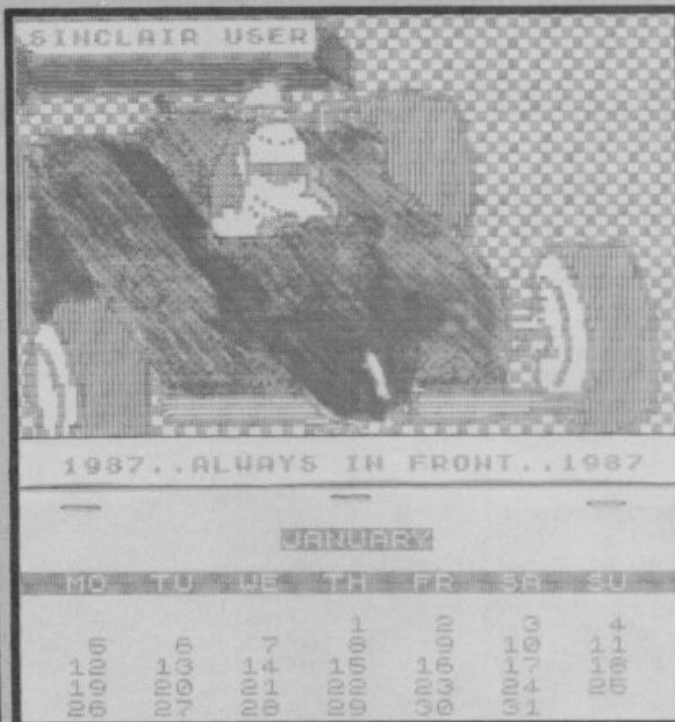 SINCLAIR USER
1987..ALWAYS IN FRONT..1987
JANUARY
MO TU WE TH FR SA SU
1 2 3 4
5 6 7 8 9 10 11
12 13 14 15 16 17 18
19 20 21 22 23 24 25
26 27 28 29 30 31